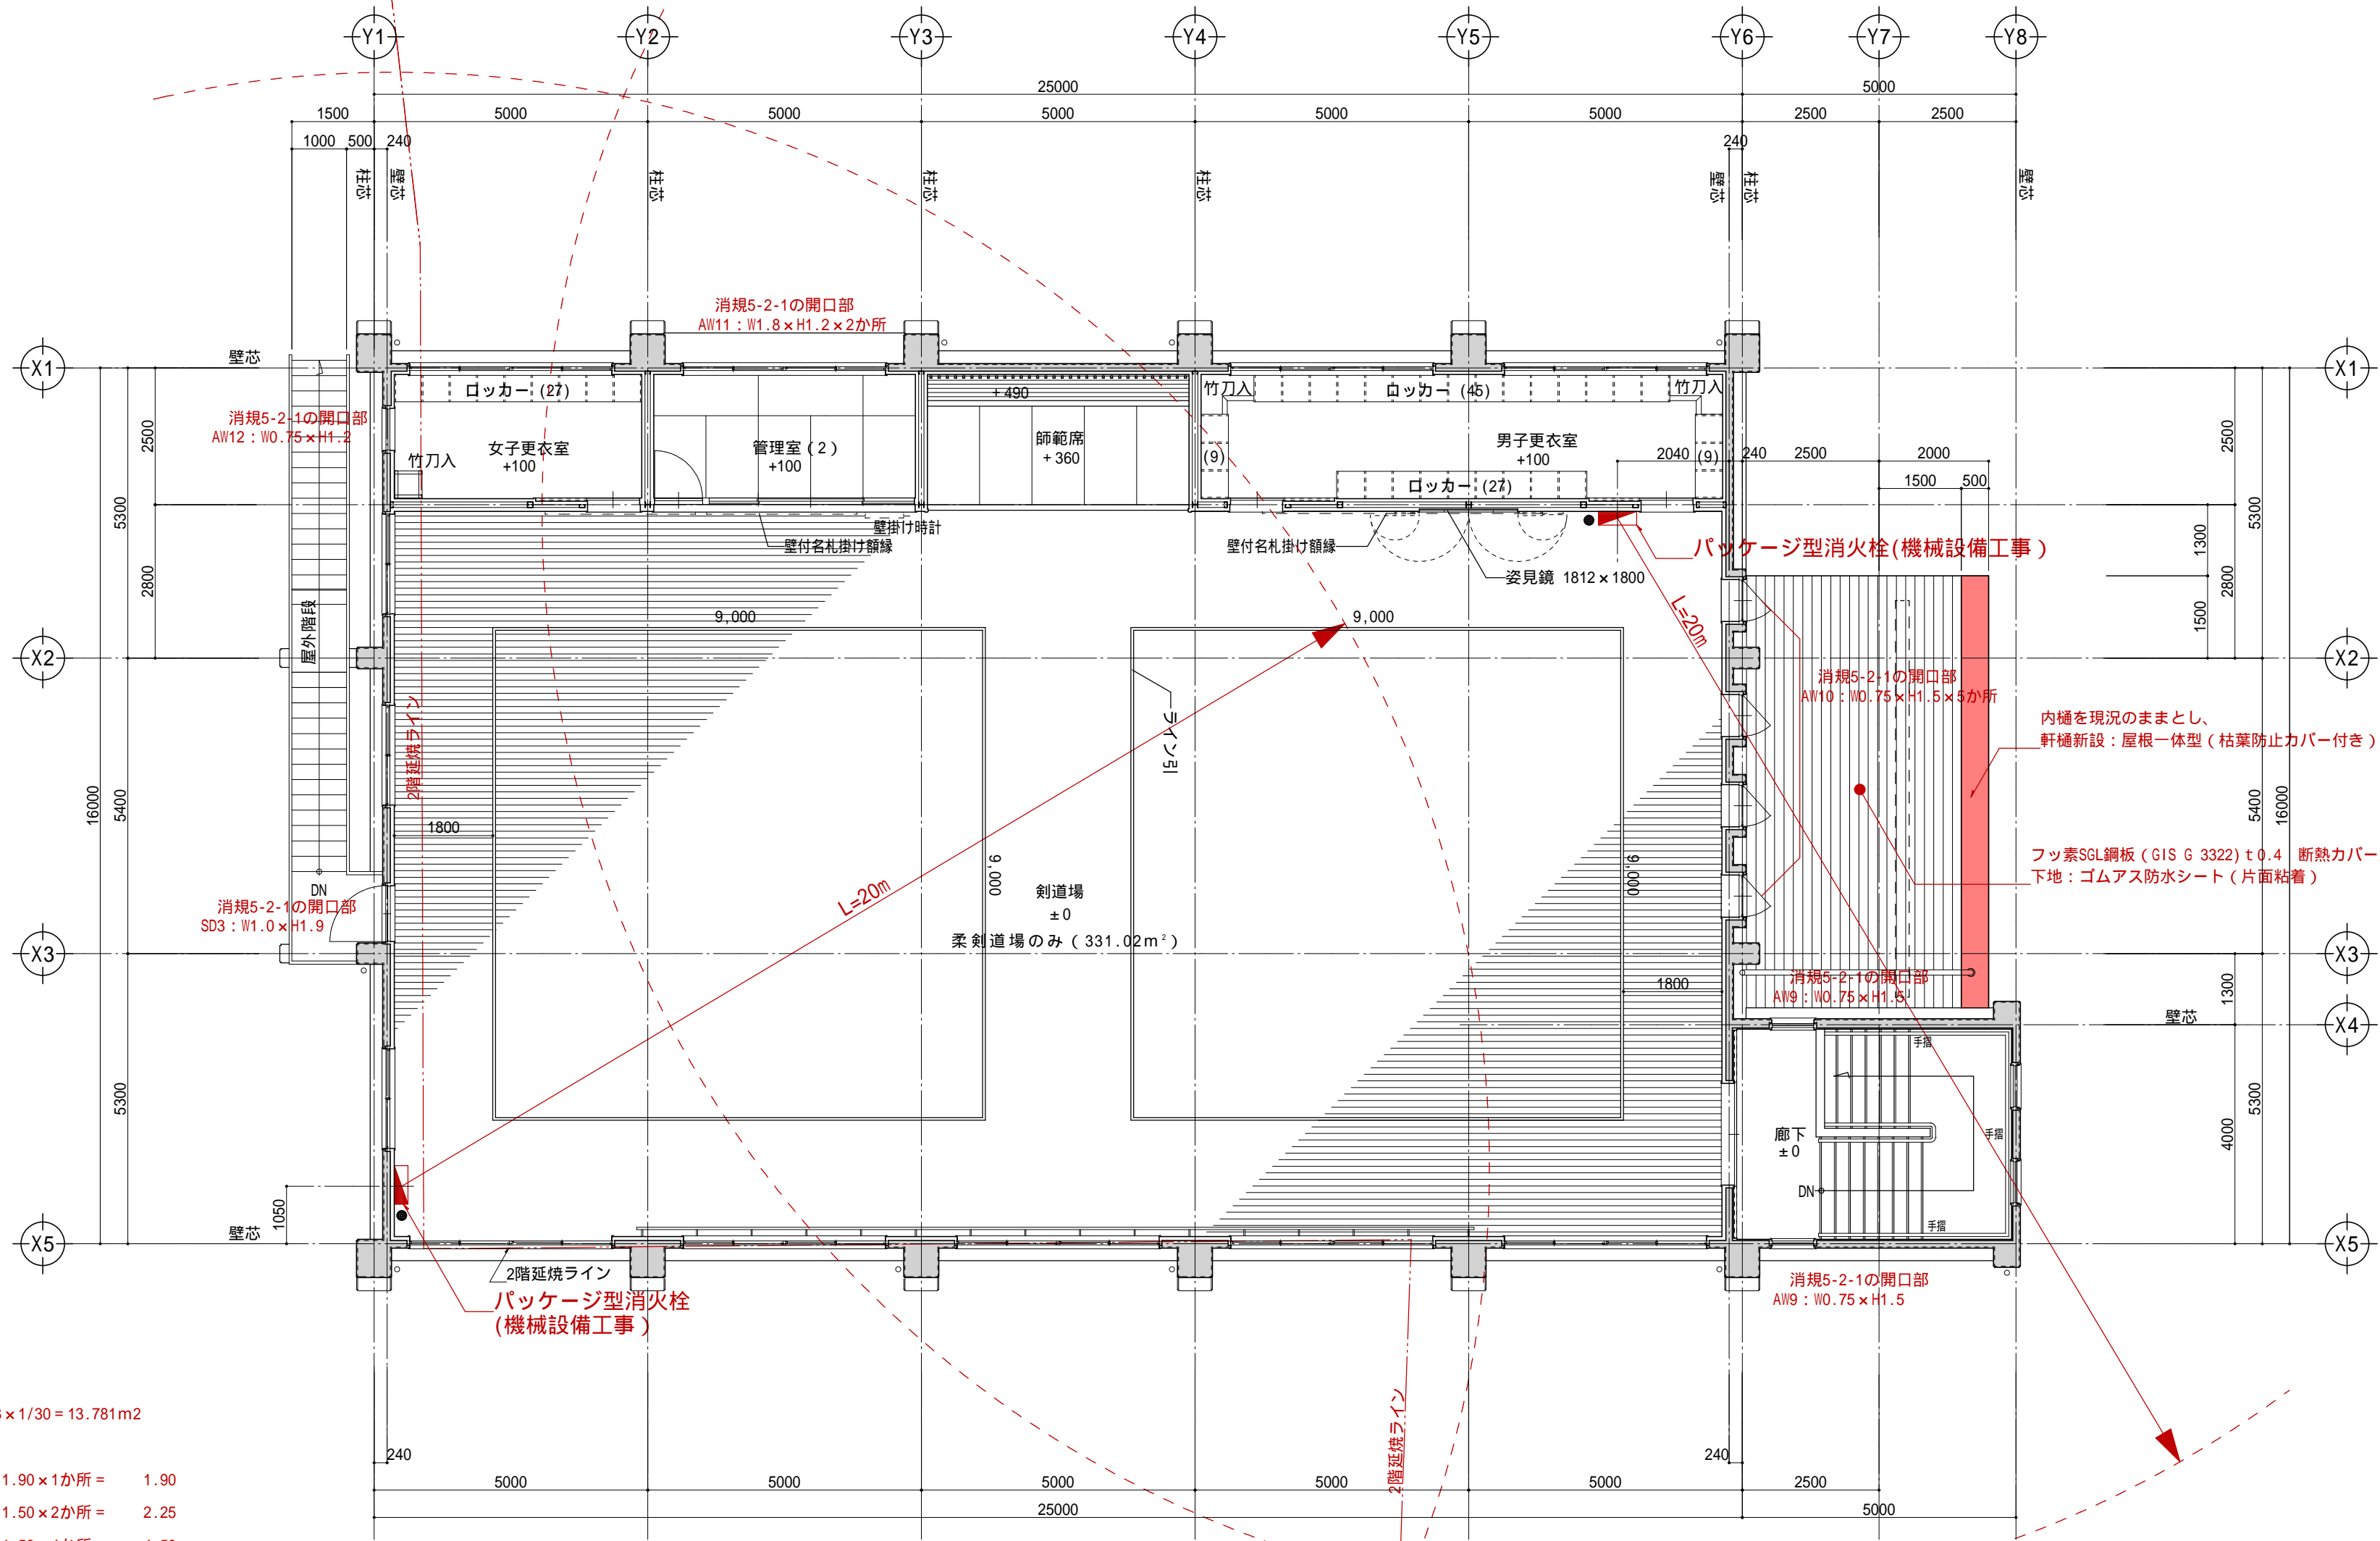 Y1 Y2 Y3 Y4 Y5 Y6 Y7 Y8
25000 5000
1500 5000 5000 5000 5000 5000 2500 2500
1000 500 240 240
柱芯 壁芯 柱芯 柱芯 柱芯 壁芯 柱芯 壁芯
消規5-2-1の開口部
AW11：W1.8×H1.2×2か所
X1 壁芯 X1
ロッカー (27)
+490
竹刀入
ロッカー (45)
竹刀入
消規5-2-1の開口部
AW12：W0.75×H1.2
竹刀入
女子更衣室
+100
管理室（2）
+100
師範席
+360
男子更衣室
+100
(9)
(9)
ロッカー (27)
2040 240 2500 2000
1500 500
2500
5300
2800
2500
5300
1300
2800
1500
壁掛け時計
壁付名札掛け額縁
壁付名札掛け額縁
姿見鏡 1812×1800
パッケージ型消火栓(機械設備工事)
L=20m
9,000
9,000
屋外階段
X2 X2
消規5-2-1の開口部
AW10：W0.75×H1.5×5か所
ライン引
2階延焼ライン
内樋を現況のままとし、
軒樋新設：屋根一体型（枯葉防止カバー付き）
16000
5400
5400
16000
1800
フッ素SGL鋼板（GIS G 3322)ｔ0.4　断熱カバー
下地：ゴムアス防水シート（片面粘着）
9,000
9,000
L=20m
剣道場
±0
柔剣道場のみ（331.02m²）
DN
消規5-2-1の開口部
SD3：W1.0×H1.9
X3 X3
消規5-2-1の開口部
AW9：W0.75×H1.5
1800
1300
壁芯 X4
手摺
手摺
手摺
5300
5300
4000
廊下
±0
DN
1050
X5 壁芯 X5
2階延焼ライン
パッケージ型消火栓
(機械設備工事)
消規5-2-1の開口部
AW9：W0.75×H1.5
2階延焼ライン
×1/30＝13.781m2
240 240
1.90×1か所＝ 1.90
5000 5000 5000 5000 5000 2500
1.50×2か所＝ 2.25
25000 5000